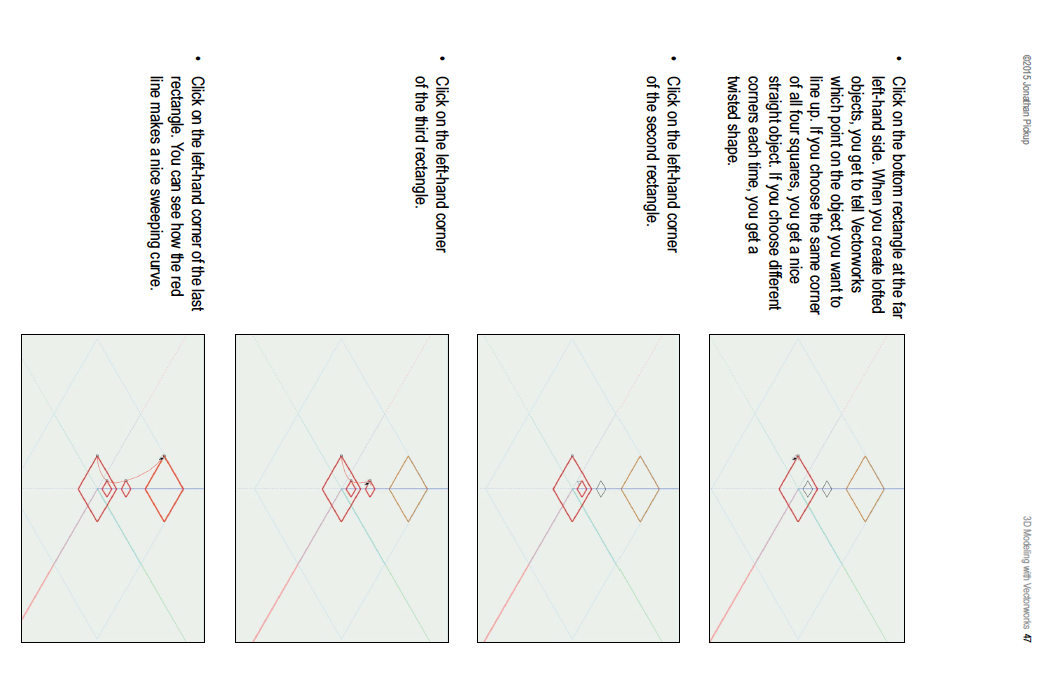 ©2015 Jonathan Pickup
3D Modeling with Vectorworks 47
• Click on the bottom rectangle at the far
left-hand side. When you create lofted
objects, you get to tell Vectorworks
which point on the object you want to
line up. If you choose the same corner
of all four squares, you get a nice
straight object. If you choose different
corners each time, you get a
twisted shape.
• Click on the left-hand corner
of the second rectangle.
• Click on the left-hand corner
of the third rectangle.
• Click on the left-hand corner of the last
rectangle. You can see how the red
line makes a nice sweeping curve.